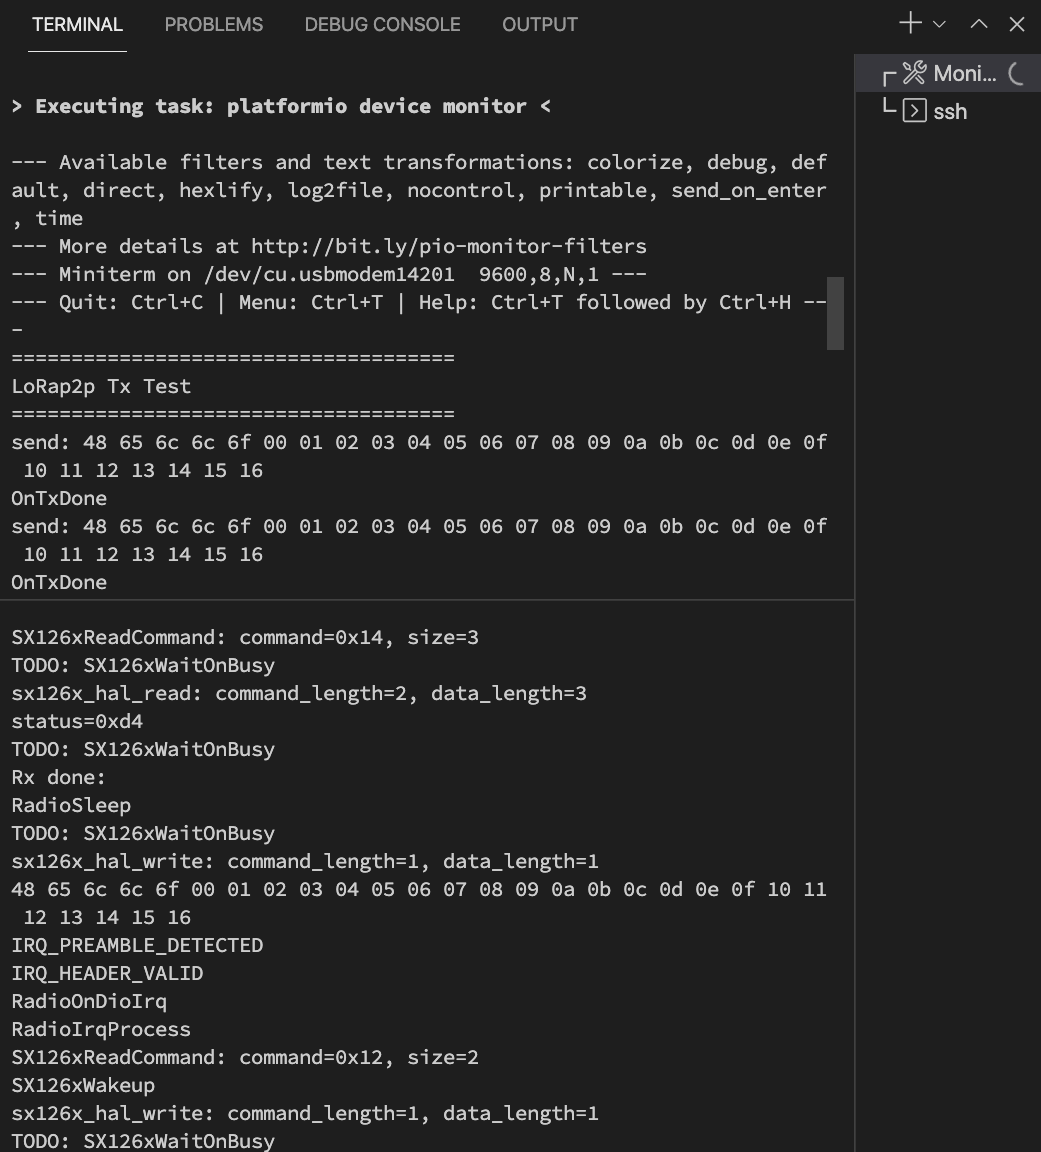 TERMINAL PROBLEMS DEBUG CONSOLE OUTPUT
Moni...
ssh
> Executing task: platformio device monitor <
--- Available filters and text transformations: colorize, debug, def
ault, direct, hexlify, log2file, nocontrol, printable, send_on_enter
, time
--- More details at http://bit.ly/pio-monitor-filters
--- Miniterm on /dev/cu.usbmodem14201  9600,8,N,1 ---
--- Quit: Ctrl+C | Menu: Ctrl+T | Help: Ctrl+T followed by Ctrl+H --
-
=====================================
LoRap2p Tx Test
=====================================
send: 48 65 6c 6c 6f 00 01 02 03 04 05 06 07 08 09 0a 0b 0c 0d 0e 0f
 10 11 12 13 14 15 16
OnTxDone
send: 48 65 6c 6c 6f 00 01 02 03 04 05 06 07 08 09 0a 0b 0c 0d 0e 0f
 10 11 12 13 14 15 16
OnTxDone
SX126xReadCommand: command=0x14, size=3
TODO: SX126xWaitOnBusy
sx126x_hal_read: command_length=2, data_length=3
status=0xd4
TODO: SX126xWaitOnBusy
Rx done:
RadioSleep
TODO: SX126xWaitOnBusy
sx126x_hal_write: command_length=1, data_length=1
48 65 6c 6c 6f 00 01 02 03 04 05 06 07 08 09 0a 0b 0c 0d 0e 0f 10 11
 12 13 14 15 16
IRQ_PREAMBLE_DETECTED
IRQ_HEADER_VALID
RadioOnDioIrq
RadioIrqProcess
SX126xReadCommand: command=0x12, size=2
SX126xWakeup
sx126x_hal_write: command_length=1, data_length=1
TODO: SX126xWaitOnBusy